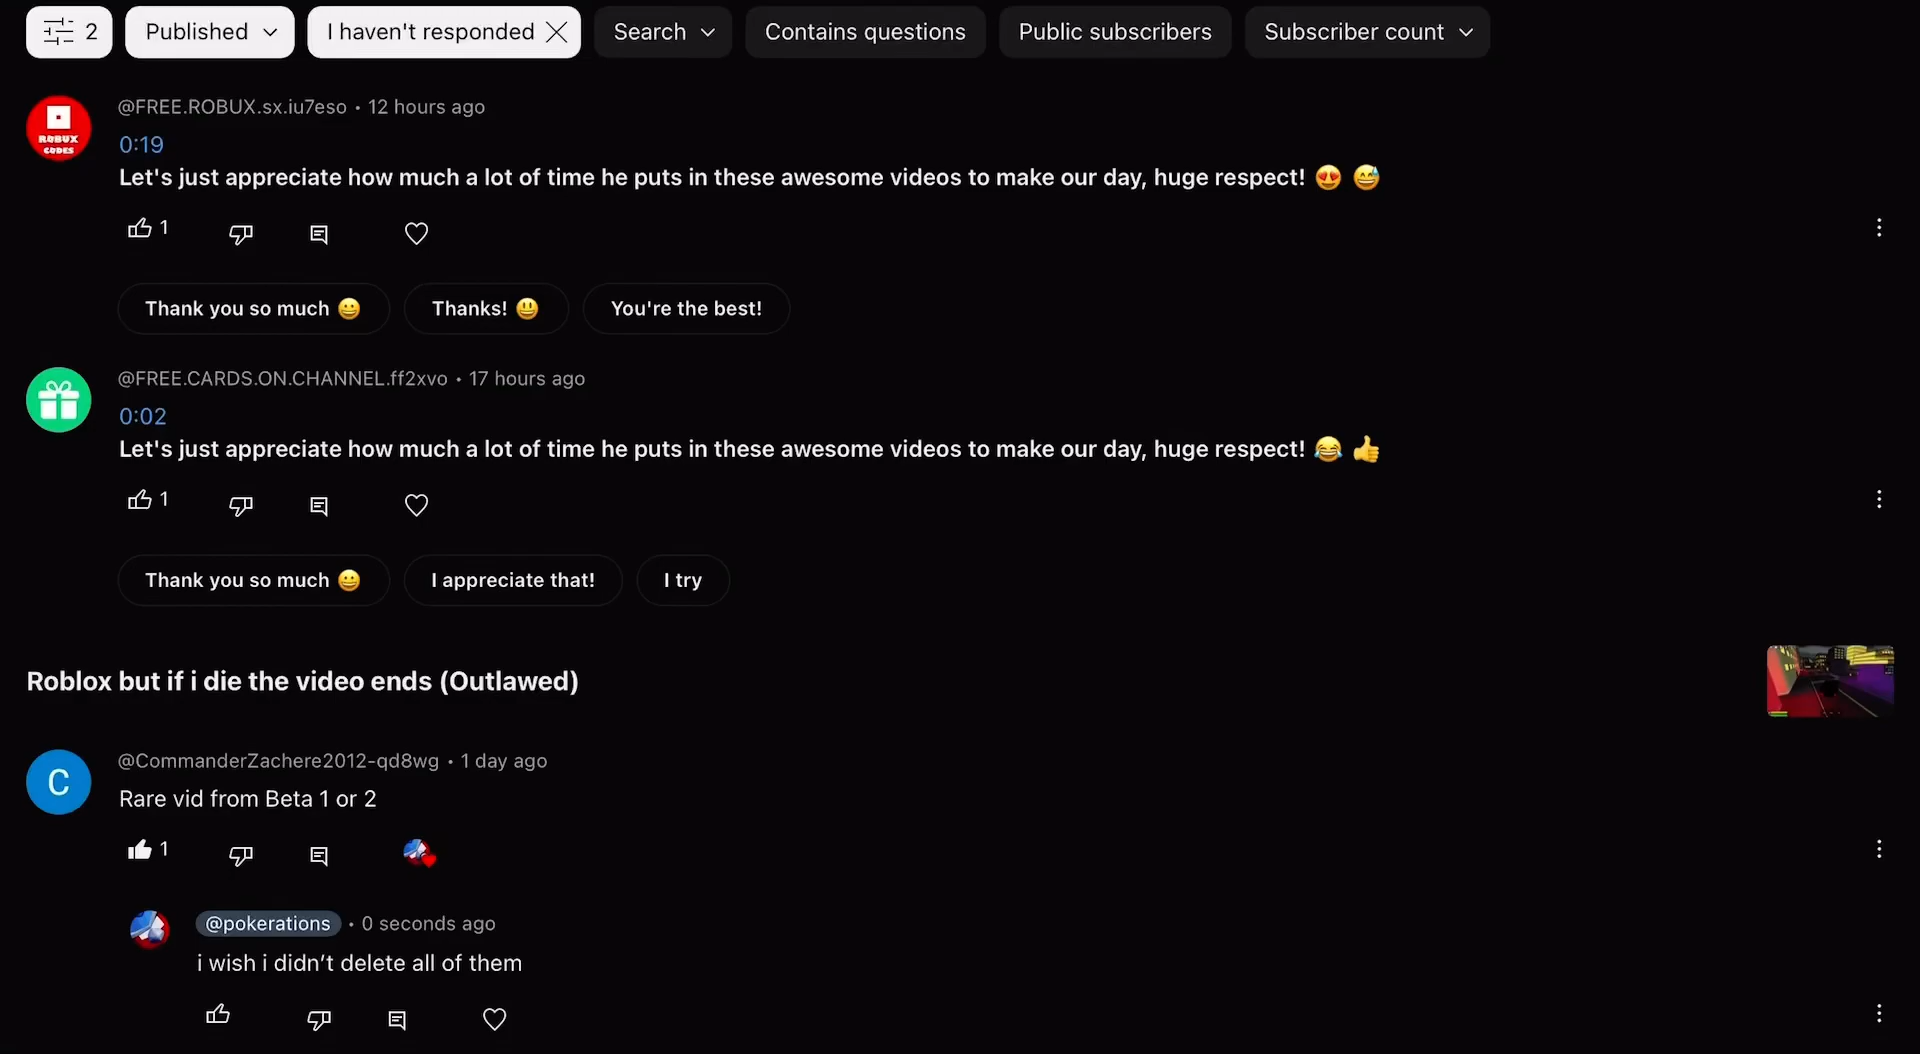 2 Published I haven't responded Search Contains questions Public subscribers Subscriber count
@FREE.ROBUX.sx.iu7eso • 12 hours ago
ROBUX
CODES
0:19
Let's just appreciate how much a lot of time he puts in these awesome videos to make our day, huge respect! 😍 😅
1
Thank you so much 😀 Thanks! 😃 You're the best!
@FREE.CARDS.ON.CHANNEL.ff2xvo • 17 hours ago
0:02
Let's just appreciate how much a lot of time he puts in these awesome videos to make our day, huge respect! 😂 👍
1
Thank you so much 😀 I appreciate that! I try
Roblox but if i die the video ends (Outlawed)
C
@CommanderZachere2012-qd8wg • 1 day ago
Rare vid from Beta 1 or 2
1
@pokerations • 0 seconds ago
i wish i didn’t delete all of them